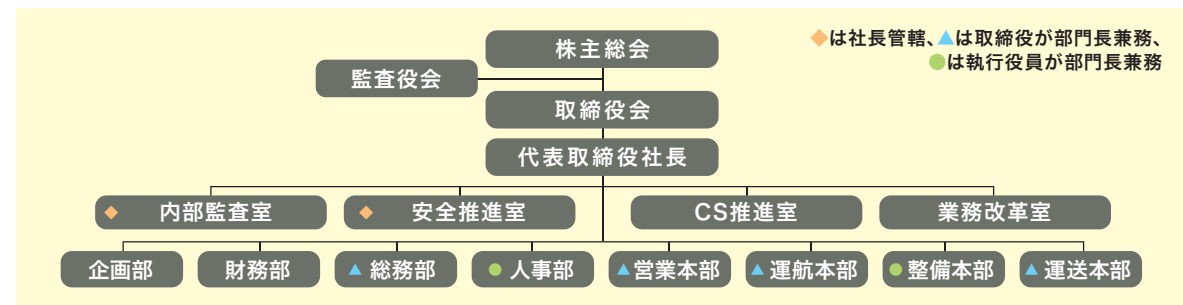 ◆は社長管轄、▲は取締役が部門長兼務、
●は執行役員が部門長兼務
株主総会
監査役会
取締役会
代表取締役社長
◆ 内部監査室
◆ 安全推進室
CS推進室
業務改革室
企画部
財務部
▲ 総務部
● 人事部
▲営業本部
▲ 運航本部
● 整備本部
▲ 運送本部